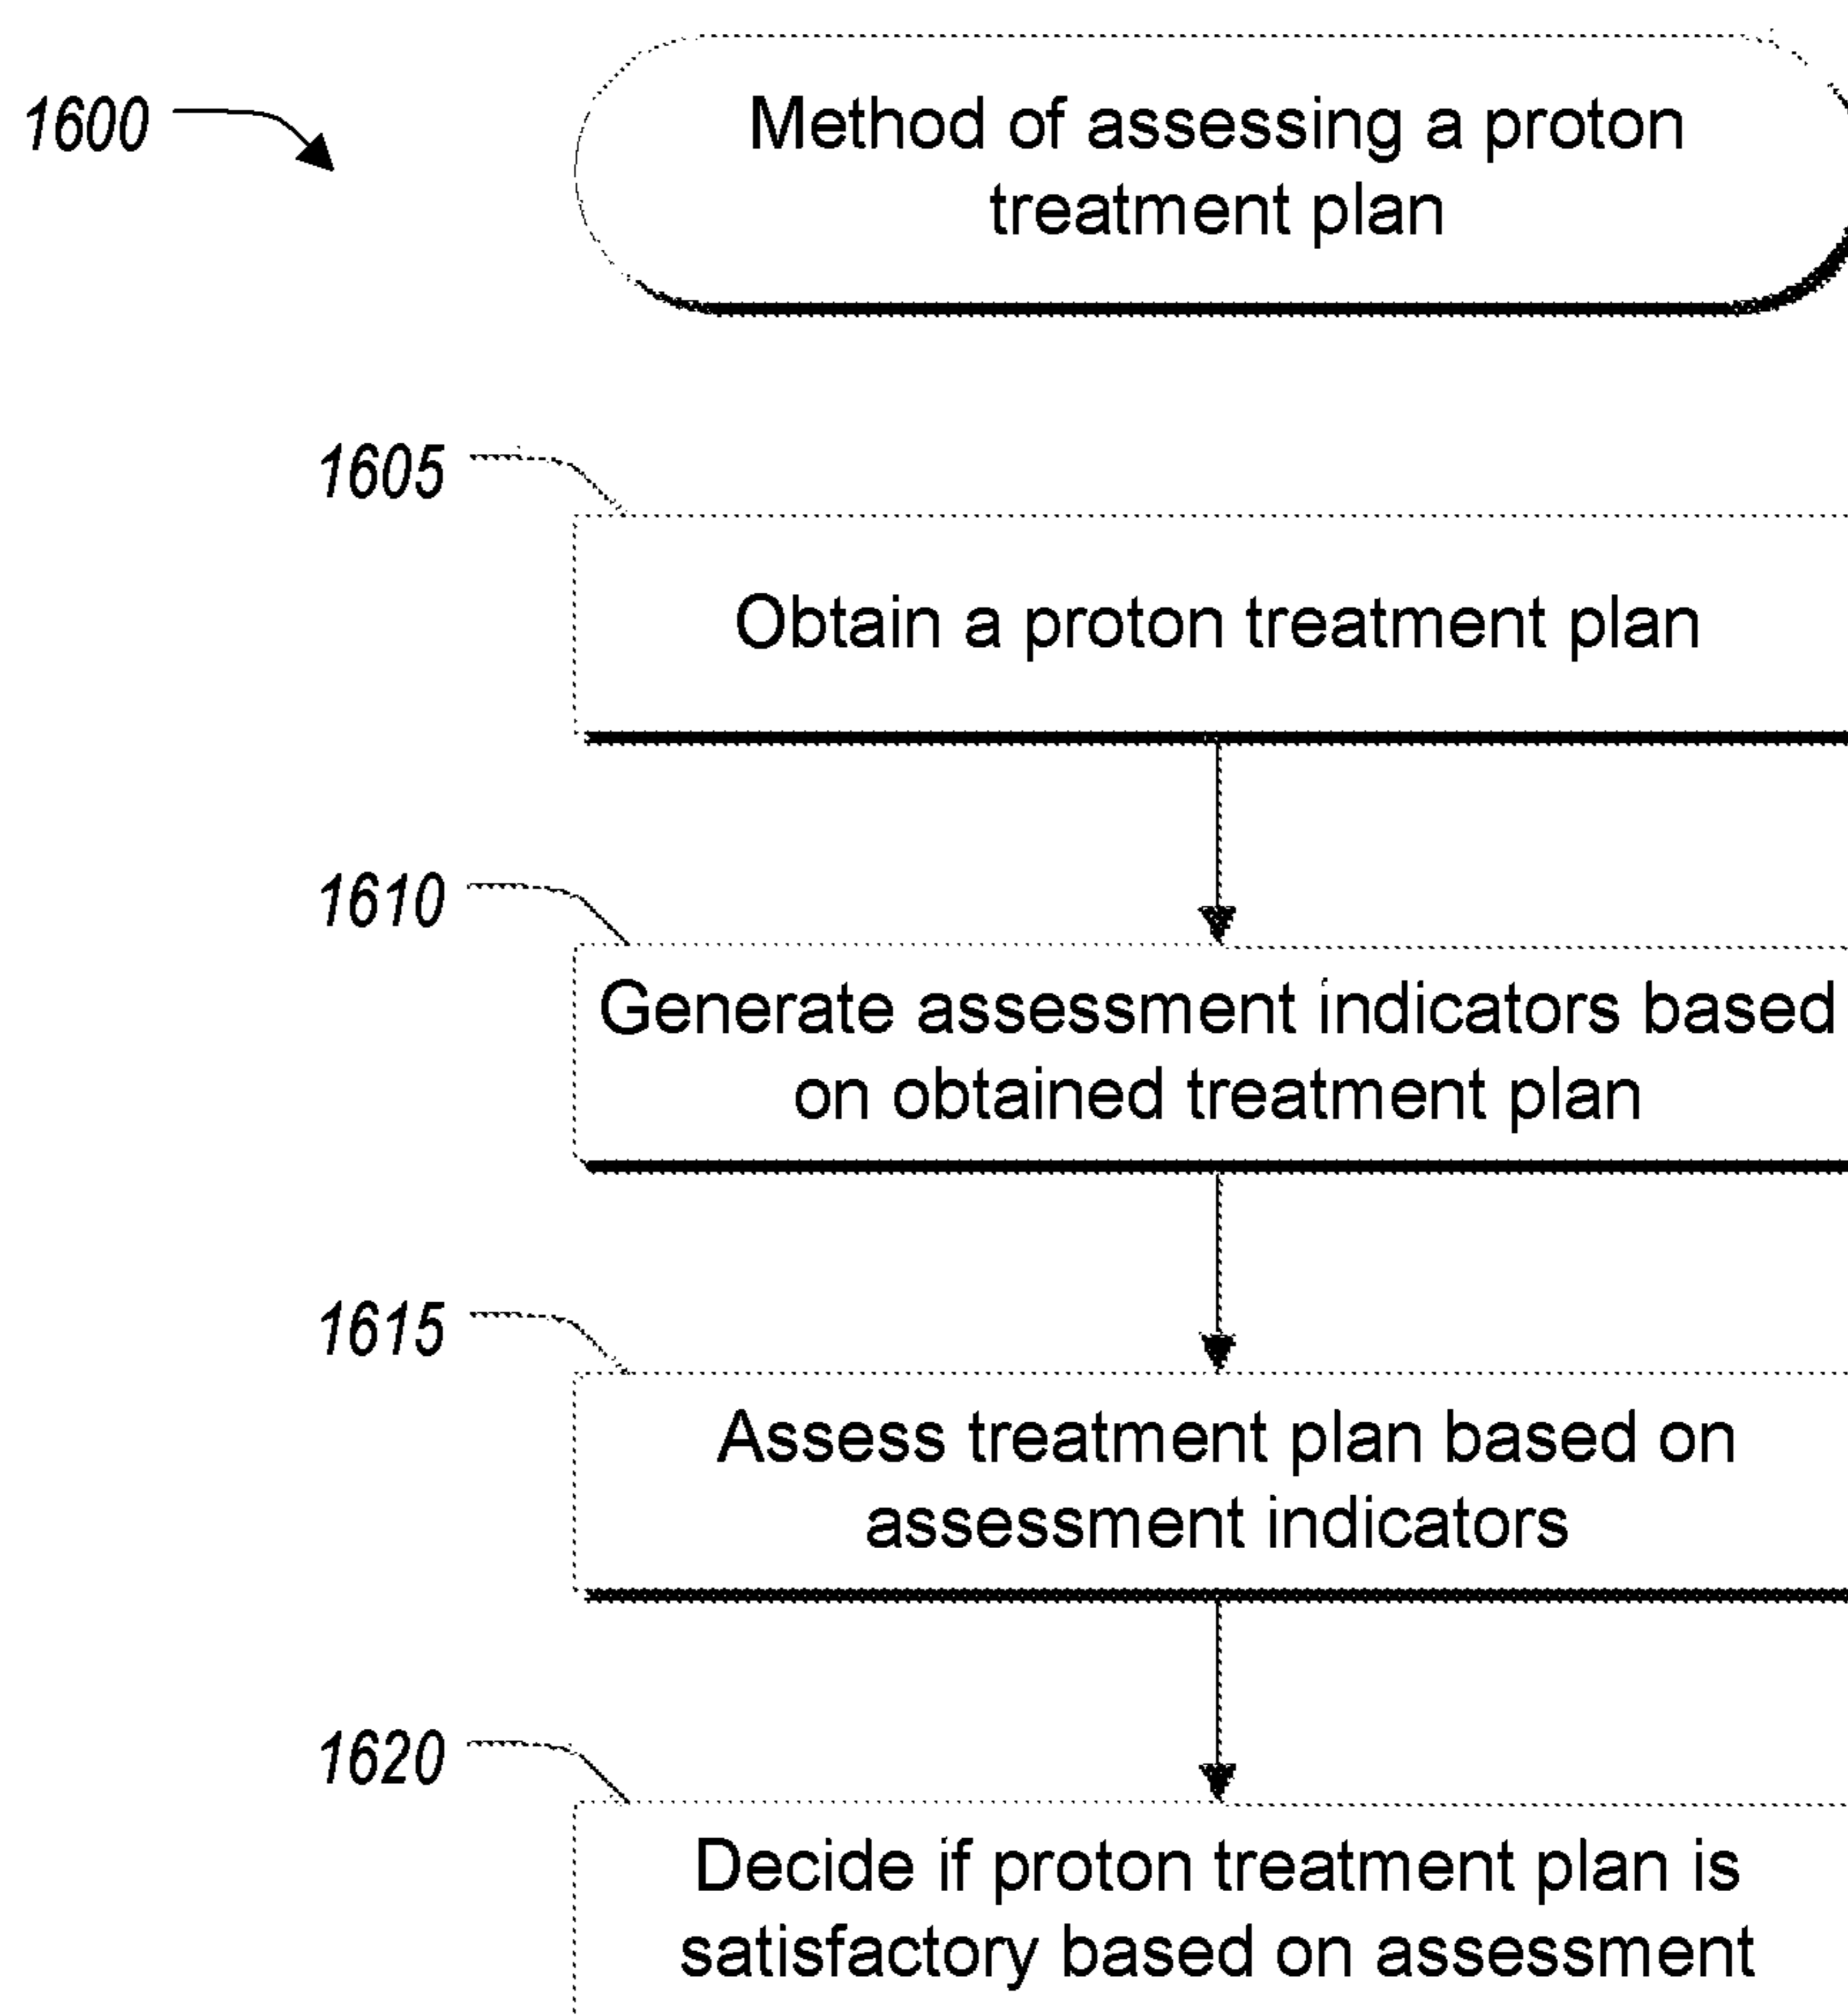 1600
Method of assessing a proton
treatment plan
1605
Obtain a proton treatment plan
1610
Generate assessment indicators based
on obtained treatment plan
1615
Assess treatment plan based on
assessment indicators
1620
Decide if proton treatment plan is
satisfactory based on assessment